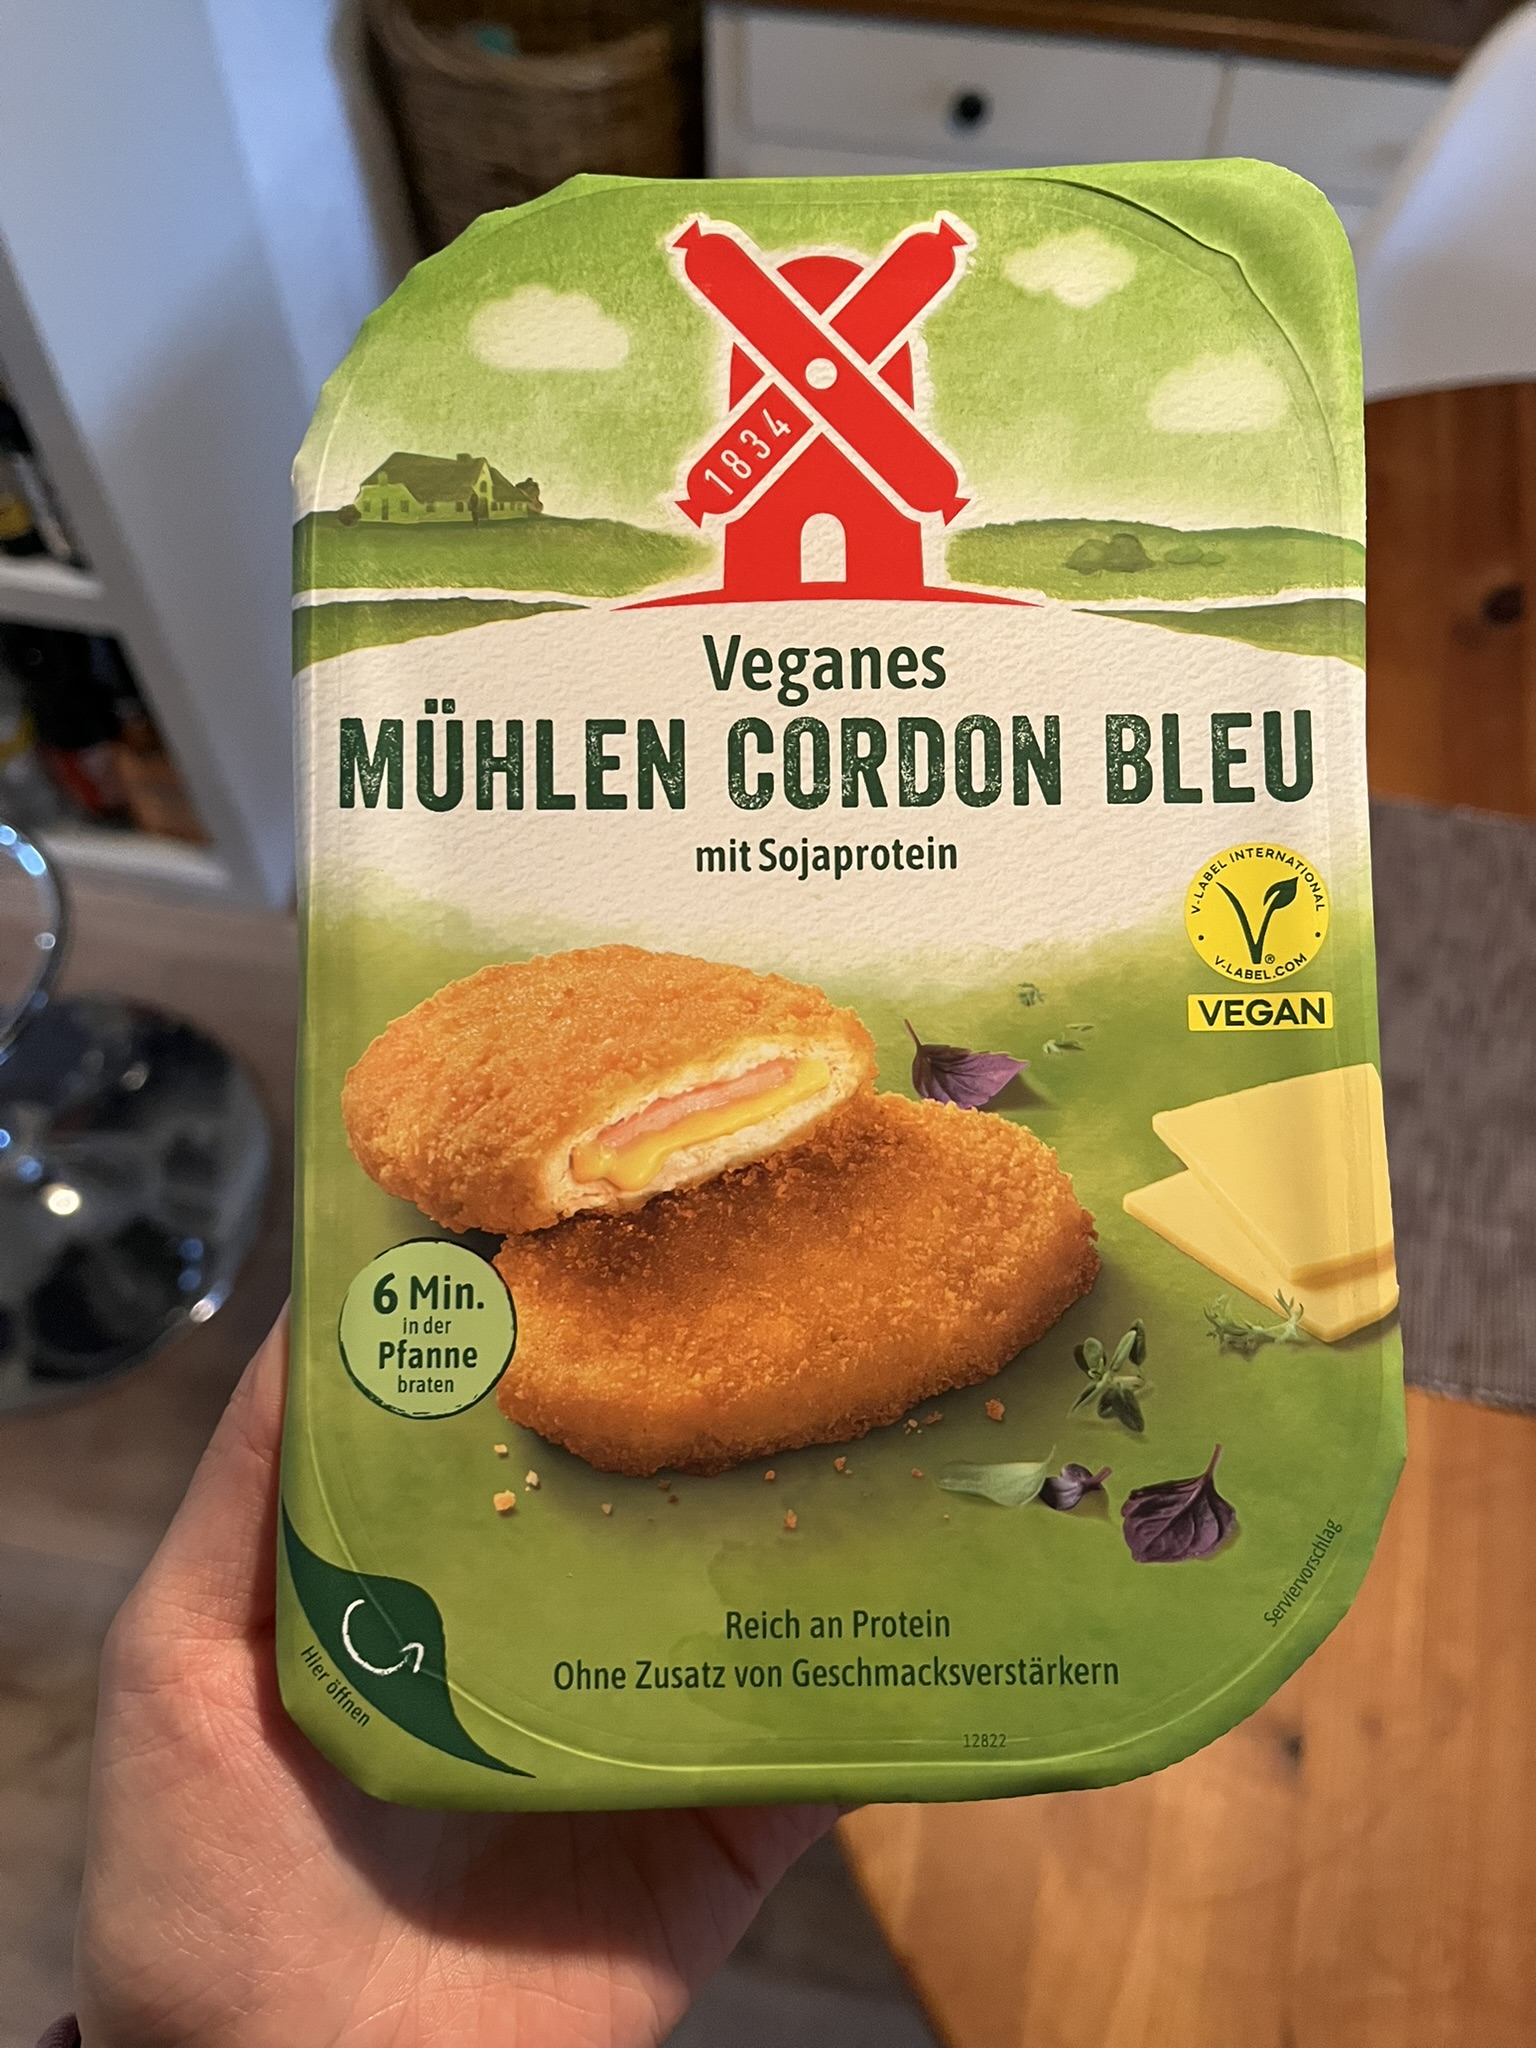 1834
Veganes
MÜHLEN CORDON BLEU
mit Sojaprotein
V-LABEL INTERNATIONAL
V-LABEL.COM
®
VEGAN
6 Min.
in der
Pfanne
braten
Serviervorschlag
Hier öffnen
Reich an Protein
Ohne Zusatz von Geschmacksverstärkern
12822